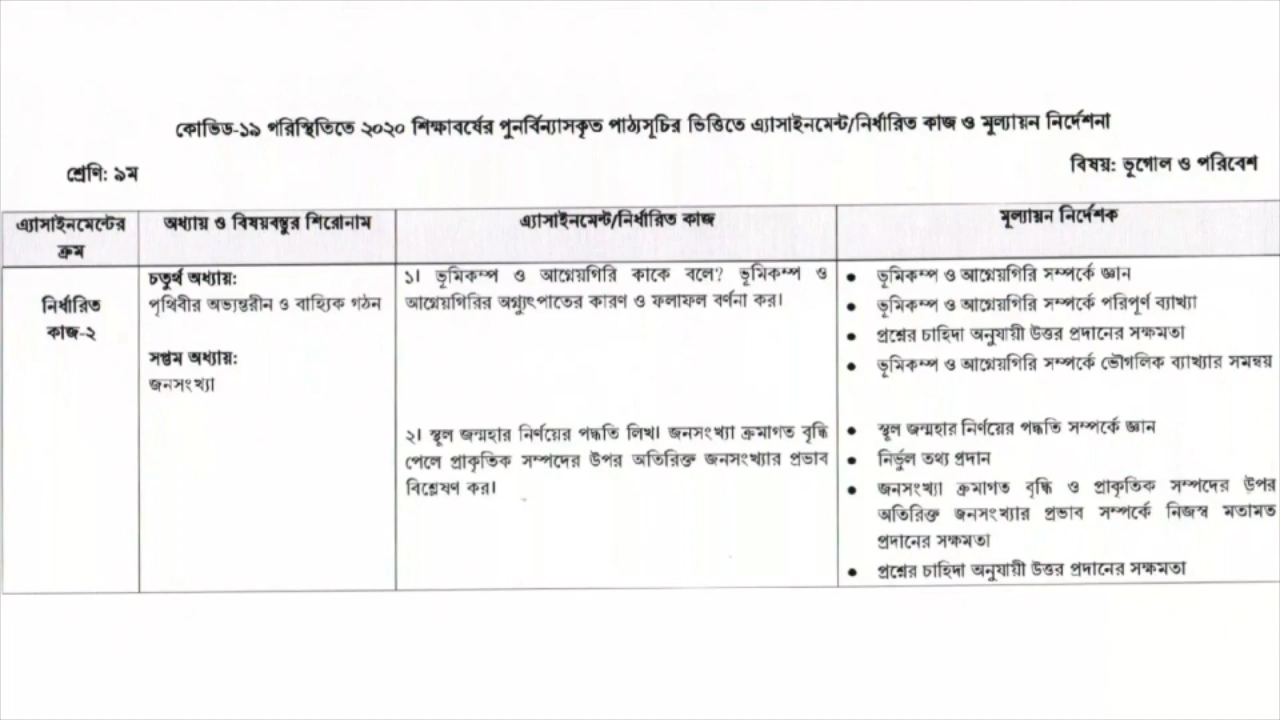 কোভিড-১৯ পরিস্থিতিতে ২০২০ শিক্ষাবর্ষের পুনর্বিন্যাসকৃত পাঠ্যসূচির ভিত্তিতে এ্যাসাইনমেন্ট/নির্ধারিত কাজ ও মূল্যায়ন নির্দেশনা
শ্রেণি: ৯ম
বিষয়: ভূগোল ও পরিবেশ
এ্যাসাইনমেন্টের
ক্রম
অধ্যায় ও বিষয়বস্তুর শিরোনাম
এ্যাসাইনমেন্ট/নির্ধারিত কাজ
মূল্যায়ন নির্দেশক
নির্ধারিত
কাজ-২
চতুর্থ অধ্যায়:
পৃথিবীর অভ্যন্তরীন ও বাহ্যিক গঠন
সপ্তম অধ্যায়:
জনসংখ্যা
১। ভূমিকম্প ও আগ্নেয়গিরি কাকে বলে? ভূমিকম্প ও
আগ্নেয়গিরির অগ্ন্যুৎপাতের কারণ ও ফলাফল বর্ণনা কর।
• ভূমিকম্প ও আগ্নেয়গিরি সম্পর্কে জ্ঞান
• ভূমিকম্প ও আগ্নেয়গিরি সম্পর্কে পরিপূর্ণ ব্যাখ্যা
• প্রশ্নের চাহিদা অনুযায়ী উত্তর প্রদানের সক্ষমতা
• ভূমিকম্প ও আগ্নেয়গিরি সম্পর্কে ভৌগলিক ব্যাখ্যার সমন্বয়
২। স্থূল জন্মহার নির্ণয়ের পদ্ধতি লিখ। জনসংখ্যা ক্রমাগত বৃদ্ধি
পেলে প্রাকৃতিক সম্পদের উপর অতিরিক্ত জনসংখ্যার প্রভাব
বিশ্লেষণ কর।
• স্থূল জন্মহার নির্ণয়ের পদ্ধতি সম্পর্কে জ্ঞান
• নির্ভুল তথ্য প্রদান
• জনসংখ্যা ক্রমাগত বৃদ্ধি ও প্রাকৃতিক সম্পদের উপর
অতিরিক্ত জনসংখ্যার প্রভাব সম্পর্কে নিজস্ব মতামত
প্রদানের সক্ষমতা
• প্রশ্নের চাহিদা অনুযায়ী উত্তর প্রদানের সক্ষমতা